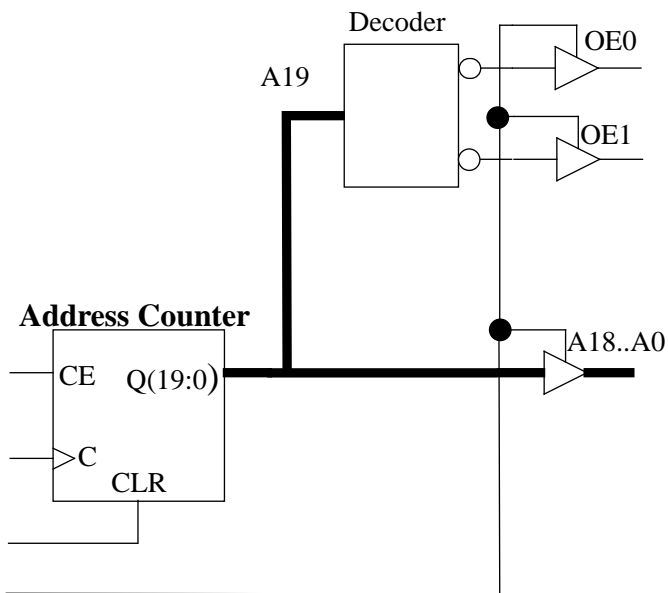 Decoder
OE0
A19
OE1
Address Counter
A18..A0
CE
Q(19:0)
C
CLR